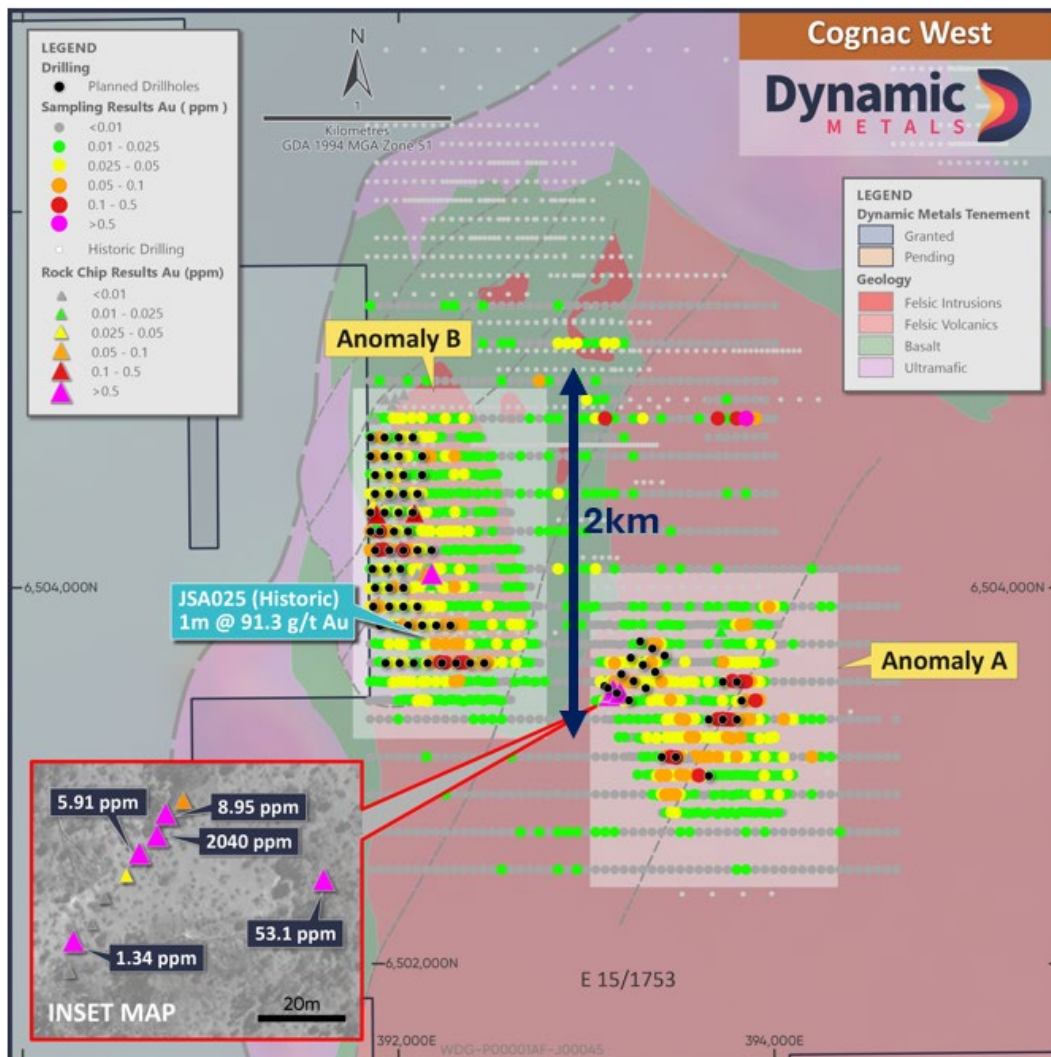 Cognac West
Dynamic
METALS
LEGEND
Drilling
Planned Drillholes
Sampling Results Au ( ppm )
<0.01
0.01 - 0.025
0.025 - 0.05
0.05 - 0.1
0.1 - 0.5
>0.5
Historic Drilling
Rock Chip Results Au (ppm)
<0.01
0.01 - 0.025
0.025 - 0.05
0.05 - 0.1
0.1 - 0.5
>0.5
N
1
Kilometres
GDA 1994 MGA Zone 51
LEGEND
Dynamic Metals Tenement
Granted
Pending
Geology
Felsic Intrusions
Felsic Volcanics
Basalt
Ultramafic
Anomaly B
2km
6,504,000N
6,504,000N
JSA025 (Historic)
1m @ 91.3 g/t Au
Anomaly A
5.91 ppm
8.95 ppm
2040 ppm
53.1 ppm
1.34 ppm
INSET MAP
20m
6,502,000N
E 15/1753
392,000E
394,000E
WDG-P00001AF-J00045